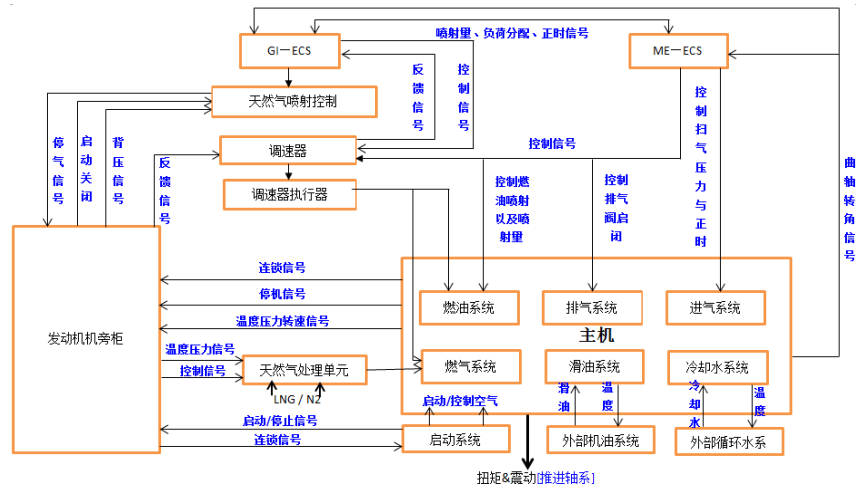 喷射量、负荷分配、正时信号
GI—ECS
ME—ECS
反馈信号
控制信号
天然气喷射控制
控制扫气压力与正时
停气信号
启动关闭
背压信号
反馈信号
调速器
控制信号
曲轴转角信号
调速器执行器
控制燃
油喷射
以及喷
射量
控制
排气
阀启
闭
连锁信号
停机信号
温度压力转速信号
燃油系统
排气系统
进气系统
主机
发动机机旁柜
温度压力信号
控制信号
天然气处理单元
燃气系统
滑油系统
冷却水系统
LNG / N2
启动/控制空气
滑油
温度
冷却水
温度
启动/停止信号
连锁信号
启动系统
外部机油系统
外部循环水系
扭矩&震动[推进轴系]